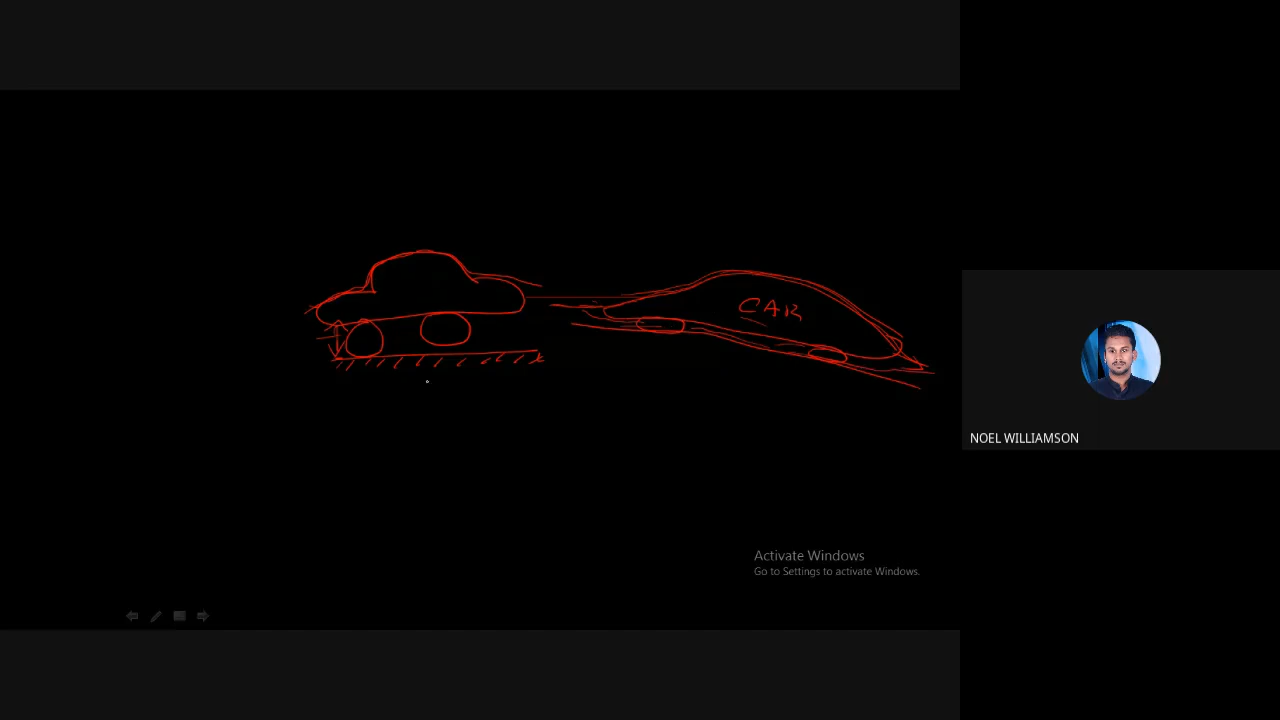 CAR
NOEL WILLIAMSON
Activate Windows
Go to Settings to activate Windows.